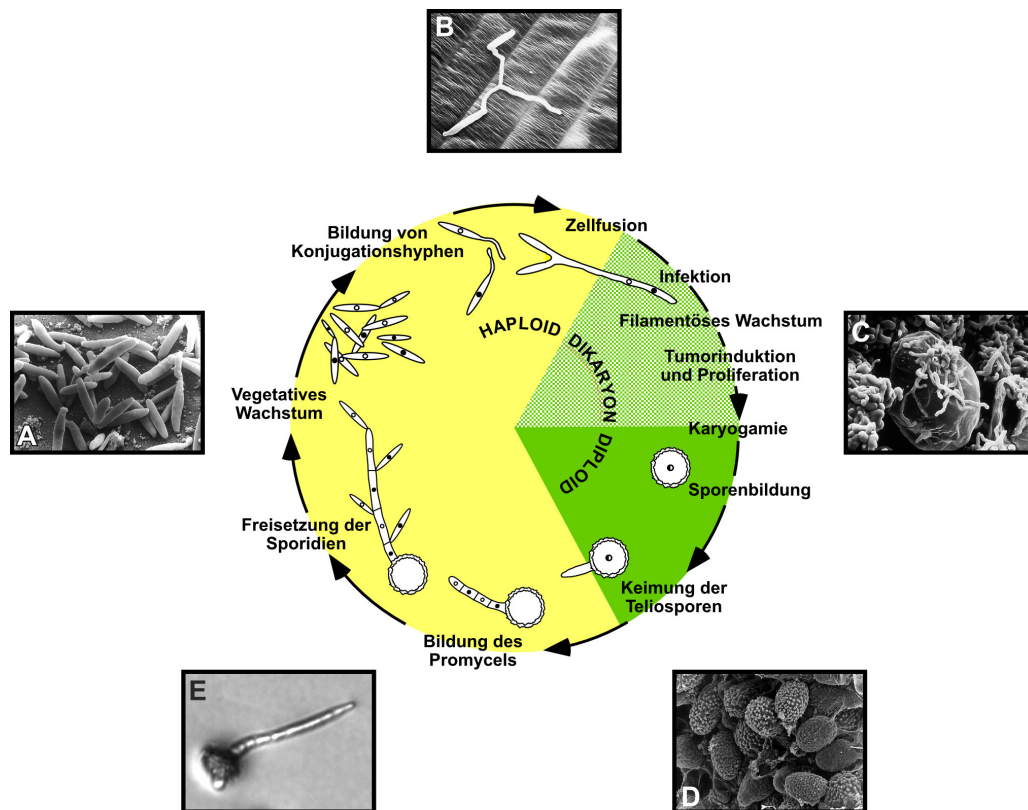 B
Zellfusion
Bildung von
Konjugationshyphen
Infektion
HAPLOID
DIKARYON
DIPLOID
Filamentöses Wachstum
C
Tumorinduktion
und Proliferation
Vegetatives
Wachstum
A
Karyogamie
Sporenbildung
Freisetzung der
Sporidien
Keimung der
Teliosporen
Bildung des
Promycels
E
D